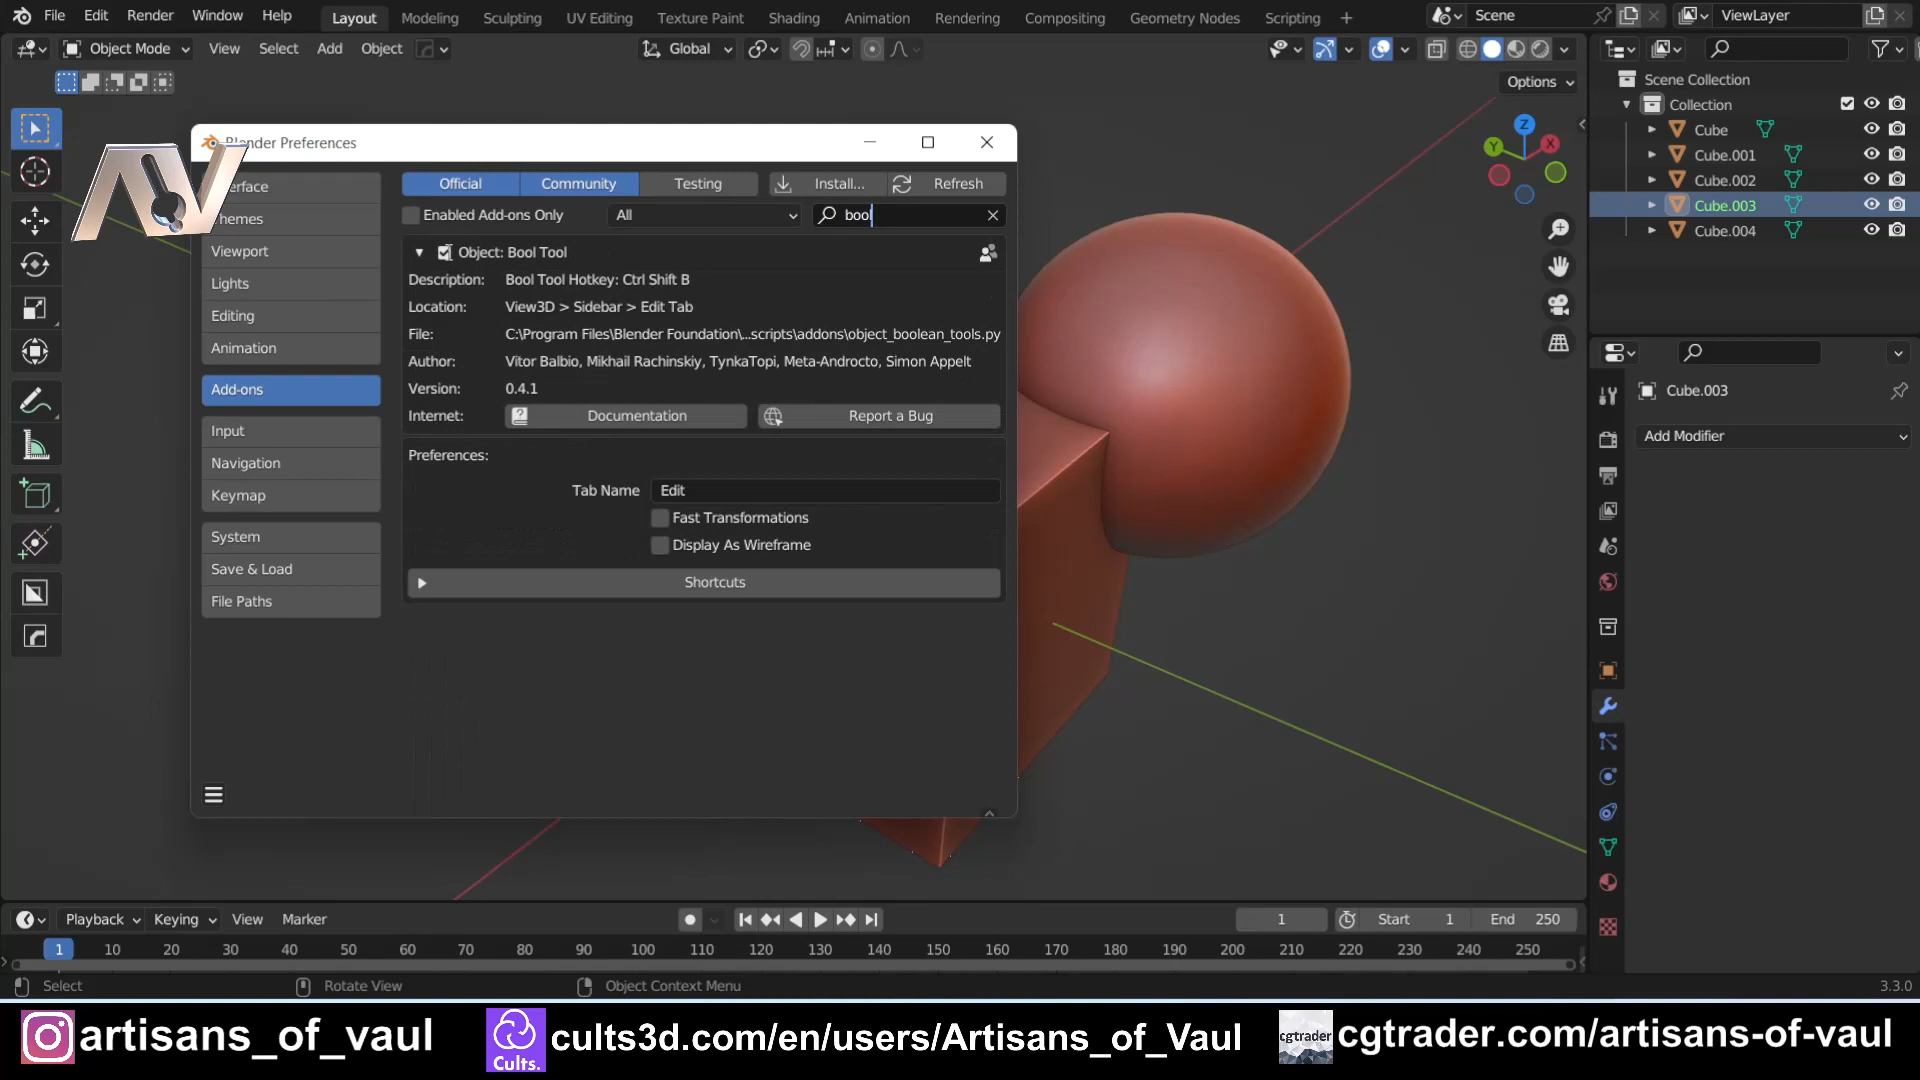 File Edit Render Window Help Layout Modeling Sculpting UV Editing Texture Paint Shading Animation Rendering Compositing Geometry Nodes Scripting + Scene ViewLayer
Object Mode View Select Add Object Global
Options
Scene Collection
Collection
Cube
Cube.001
Cube.002
Cube.003
Cube.004
Z
Y
X
Blender Preferences
AV
erface
Themes
Viewport
Lights
Editing
Animation
Add-ons
Input
Navigation
Keymap
System
Save & Load
File Paths
Official Community Testing Install... Refresh
Enabled Add-ons Only All bool
Object: Bool Tool
Description: Bool Tool Hotkey: Ctrl Shift B
Location: View3D > Sidebar > Edit Tab
File: C:\Program Files\Blender Foundation\...scripts\addons\object_boolean_tools.py
Author: Vitor Balbio, Mikhail Rachinskiy, TynkaTopi, Meta-Androcto, Simon Appelt
Version: 0.4.1
Internet: Documentation Report a Bug
Preferences:
Tab Name Edit
Fast Transformations
Display As Wireframe
Shortcuts
Cube.003
Add Modifier
Playback Keying View Marker 1 Start 1 End 250
1 10 20 30 40 50 60 70 80 90 100 110 120 130 140 150 160 170 180 190 200 210 220 230 240 250
Select Rotate View Object Context Menu 3.3.0
artisans_of_vaul Cults. cults3d.com/en/users/Artisans_of_Vaul cgtrader cgtrader.com/artisans-of-vaul